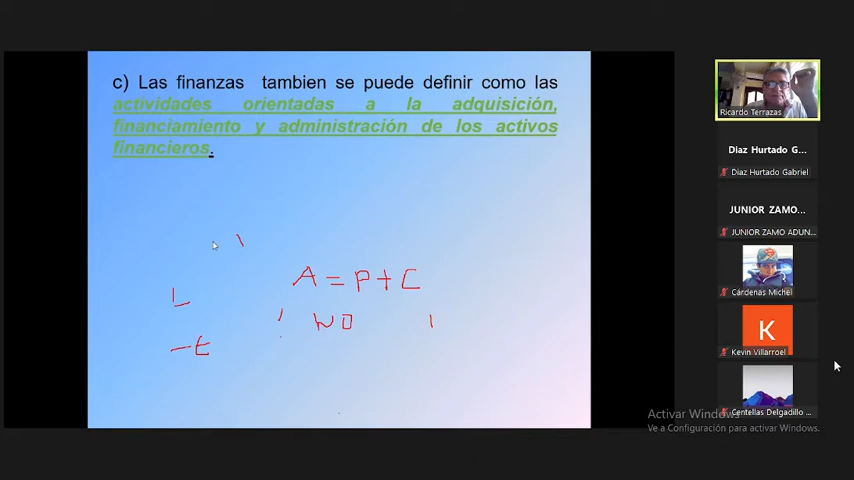 c) Las finanzas tambien se puede definir como las
actividades orientadas a la adquisición,
financiamiento y administración de los activos
financieros.
A = P + C
Ricardo Terrazas
Diaz Hurtado G...
Diaz Hurtado Gabriel
JUNIOR ZAMO...
JUNIOR ZAMO ADUN...
Cárdenas Michel
K
Kevin Villarroel
Centellas Delgadillo ...
Activar Windows
Ve a Configuración para activar Windows.